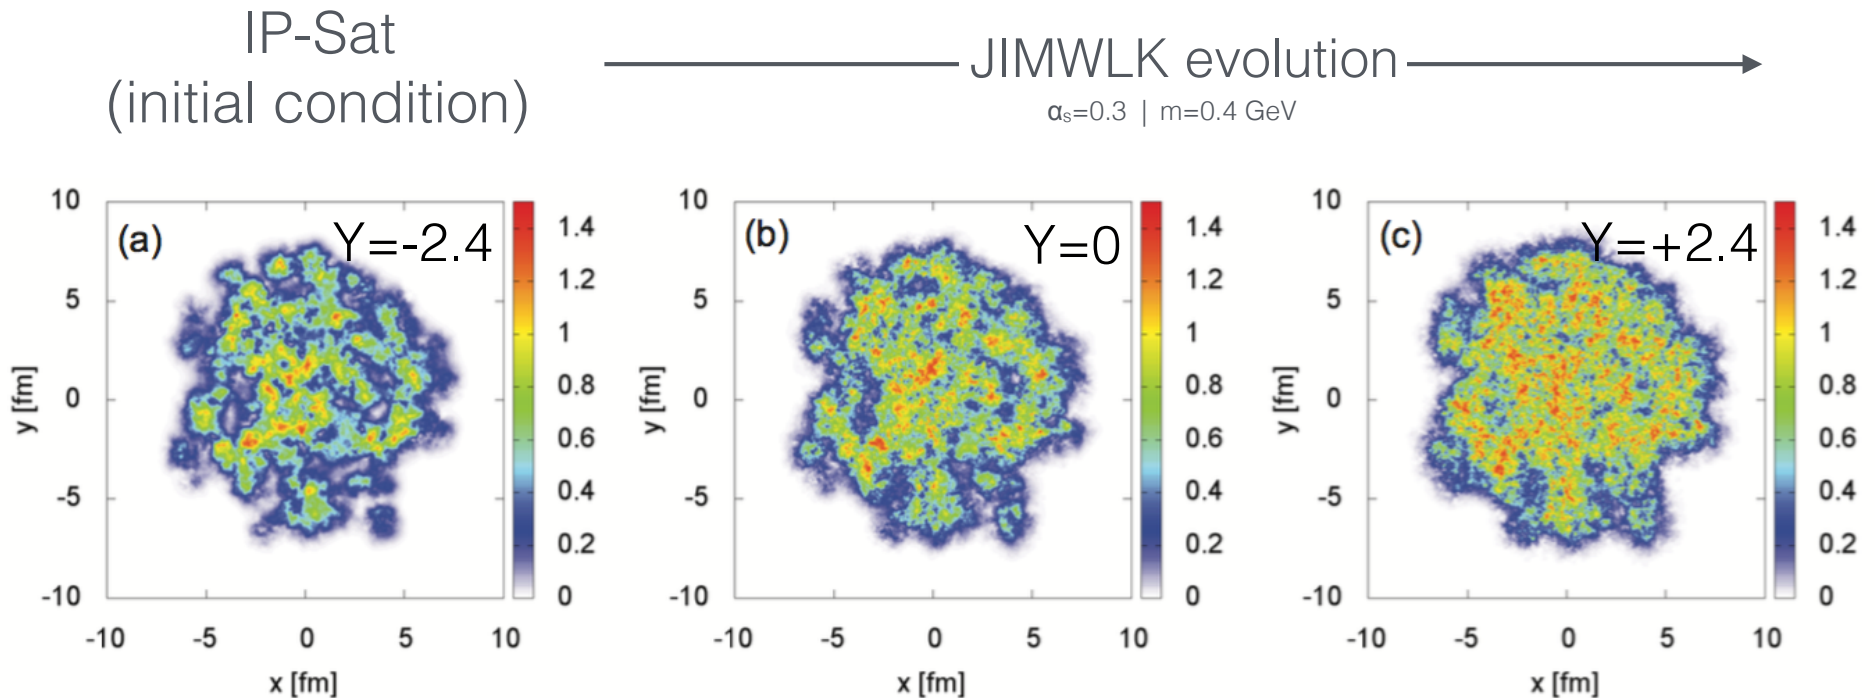 IP-Sat
(initial condition)
JIMWLK evolution
αs=0.3 | m=0.4 GeV
(a)
Y=-2.4
10
5
0
-5
-10
y [fm]
-10 -5 0 5 10
x [fm]
1.4
1.2
1
0.8
0.6
0.4
0.2
0
(b)
Y=0
10
5
0
-5
-10
y [fm]
-10 -5 0 5 10
x [fm]
1.4
1.2
1
0.8
0.6
0.4
0.2
0
(c)
Y=+2.4
10
5
0
-5
-10
y [fm]
-10 -5 0 5 10
x [fm]
1.4
1.2
1
0.8
0.6
0.4
0.2
0